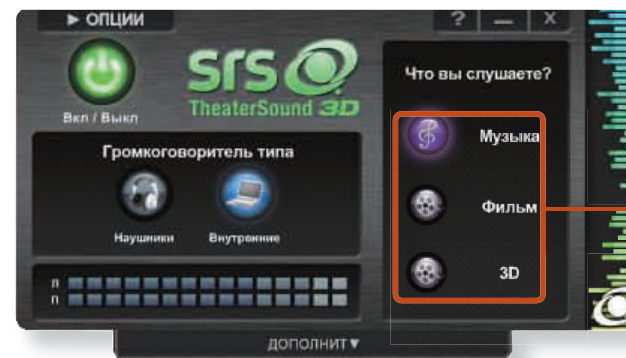 ► ОПЦИИ
? — X
srs
TheaterSound 3D
Вкл / Выкл
Громкоговоритель типа
Наушники Внутренние
п
п
Что вы слушаете?
Музыка
Фильм
3D
ДОПОЛНИТ▼